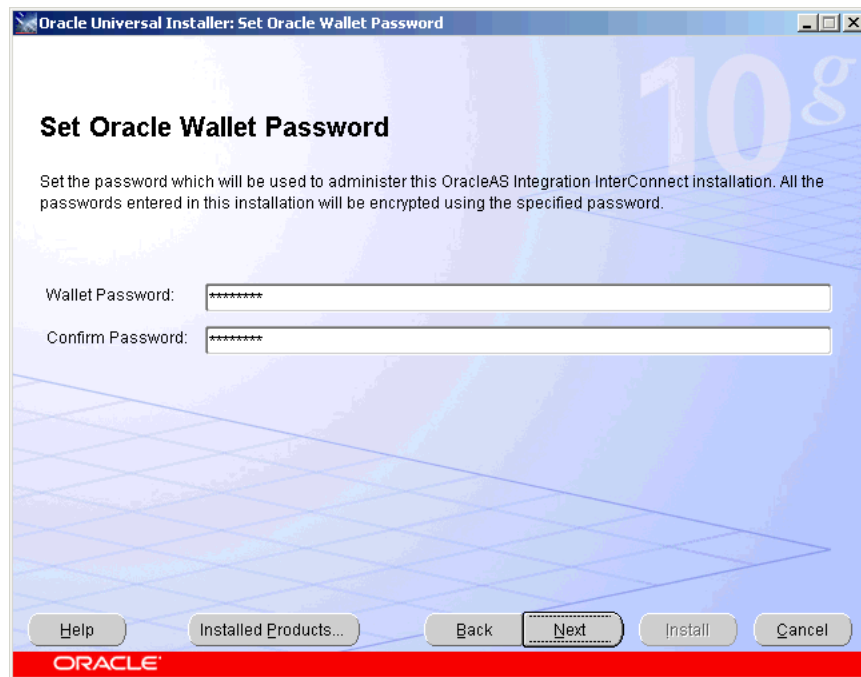 Oracle Universal Installer: Set Oracle Wallet Password
10g
Set Oracle Wallet Password
Set the password which will be used to administer this OracleAS Integration InterConnect installation. All the
passwords entered in this installation will be encrypted using the specified password.
Wallet Password: ********
Confirm Password: ********
Help Installed Products... Back Next Install Cancel
ORACLE